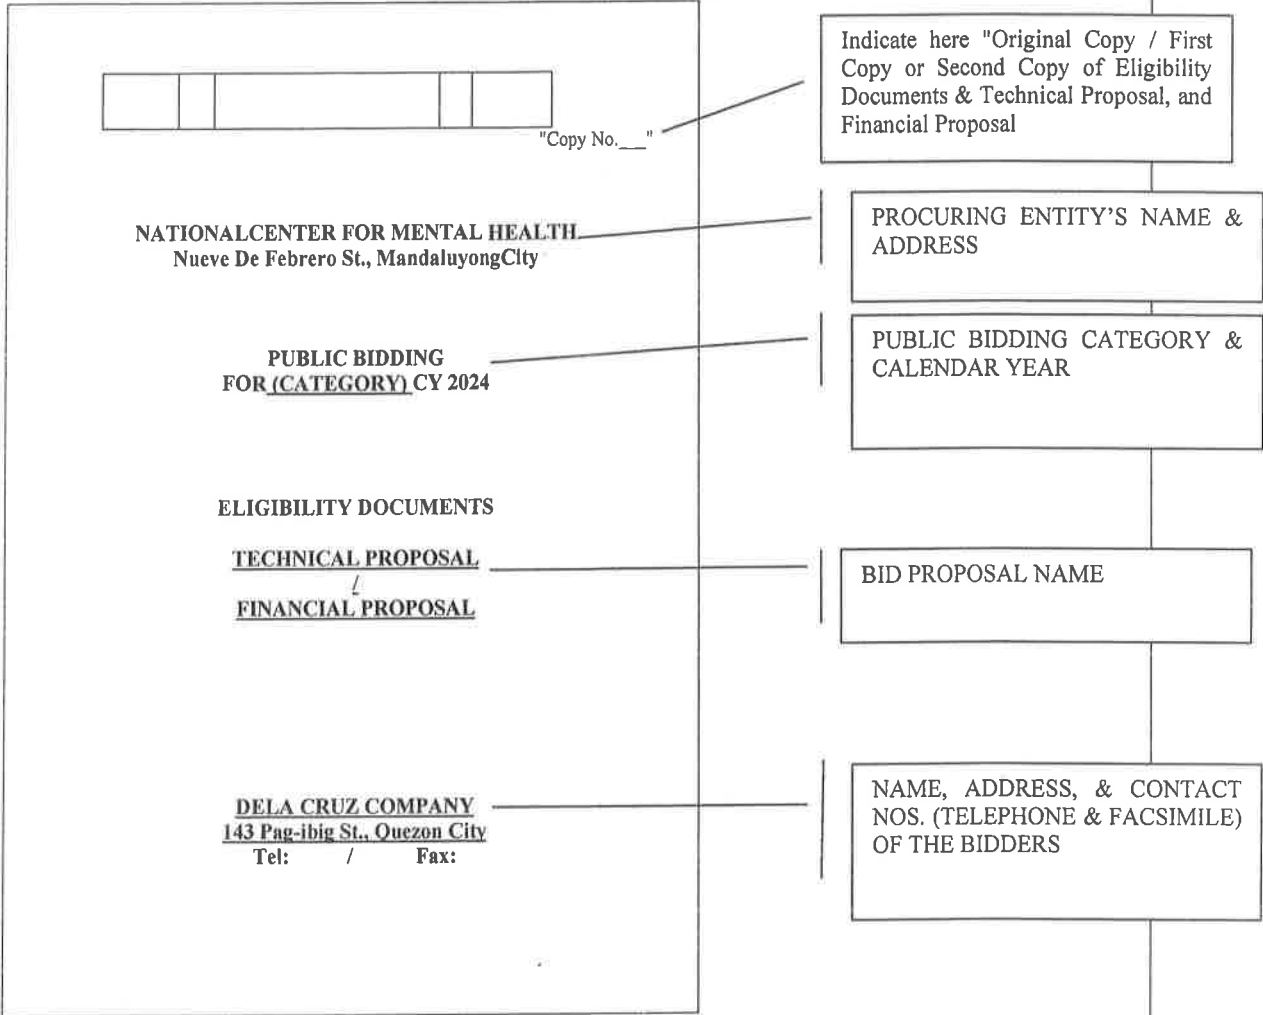 Indicate here "Original Copy / First
Copy or Second Copy of Eligibility
Documents & Technical Proposal, and
Financial Proposal
"Copy No.__"
NATIONALCENTER FOR MENTAL HEALTH
Nueve De Febrero St., MandaluyongCity
PROCURING ENTITY'S NAME &
ADDRESS
PUBLIC BIDDING
FOR (CATEGORY) CY 2024
PUBLIC BIDDING CATEGORY &
CALENDAR YEAR
ELIGIBILITY DOCUMENTS
TECHNICAL PROPOSAL
/
FINANCIAL PROPOSAL
BID PROPOSAL NAME
DELA CRUZ COMPANY
143 Pag-ibig St., Quezon City
Tel: / Fax:
NAME, ADDRESS, & CONTACT
NOS. (TELEPHONE & FACSIMILE)
OF THE BIDDERS